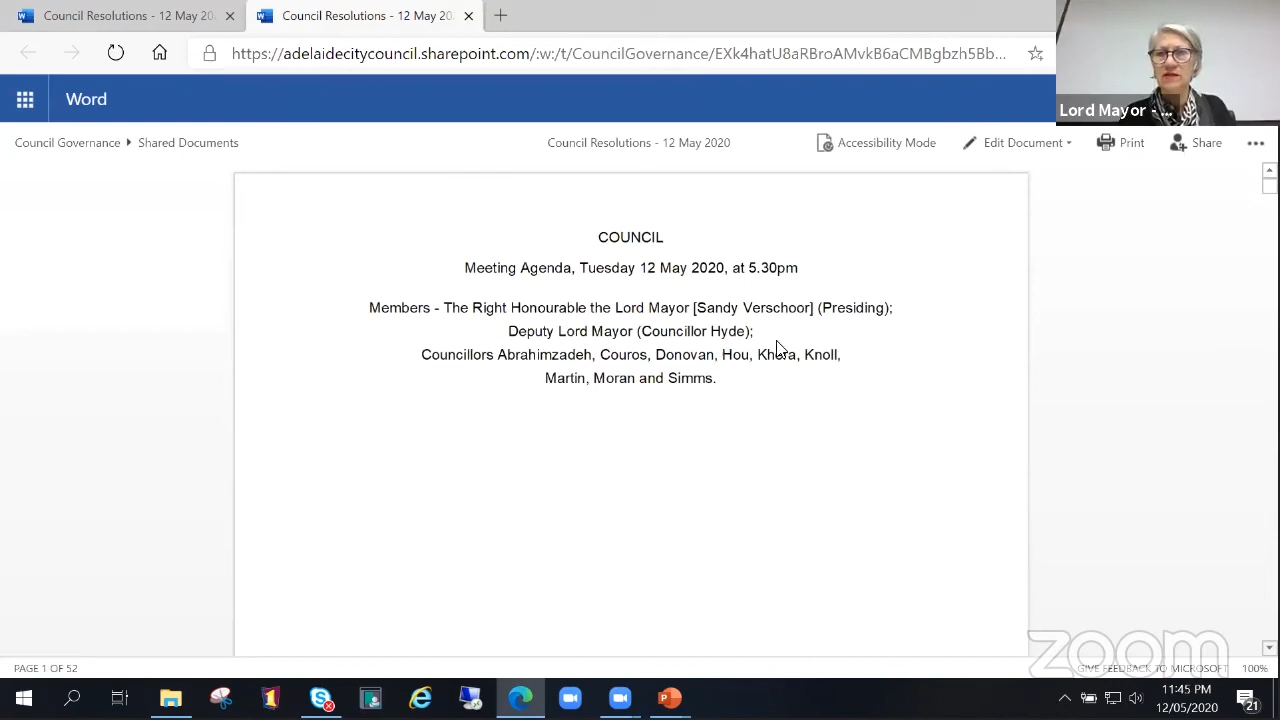 Council Resolutions - 12 May 20
Council Resolutions - 12 May 20
https://adelaidecitycouncil.sharepoint.com/:w:/t/CouncilGovernance/EXk4hatU8aRBroAMvkB6aCMBgbzh5Bb...
Lord Mayor - ...
Word
Council Governance
Shared Documents
Council Resolutions - 12 May 2020
Accessibility Mode
Edit Document
Print
Share
COUNCIL
Meeting Agenda, Tuesday 12 May 2020, at 5.30pm
Members - The Right Honourable the Lord Mayor [Sandy Verschoor] (Presiding);
Deputy Lord Mayor (Councillor Hyde);
Councillors Abrahimzadeh, Couros, Donovan, Hou, Khera, Knoll,
Martin, Moran and Simms.
zoom
PAGE 1 OF 52
GIVE FEEDBACK TO MICROSOFT
100%
11:45 PM
12/05/2020
21